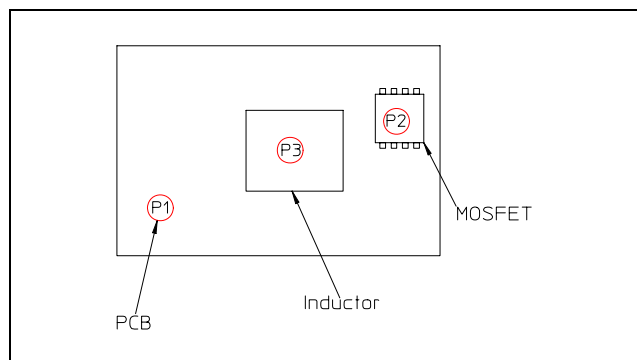 P2
P3
P1
MOSFET
Inductor
PCB